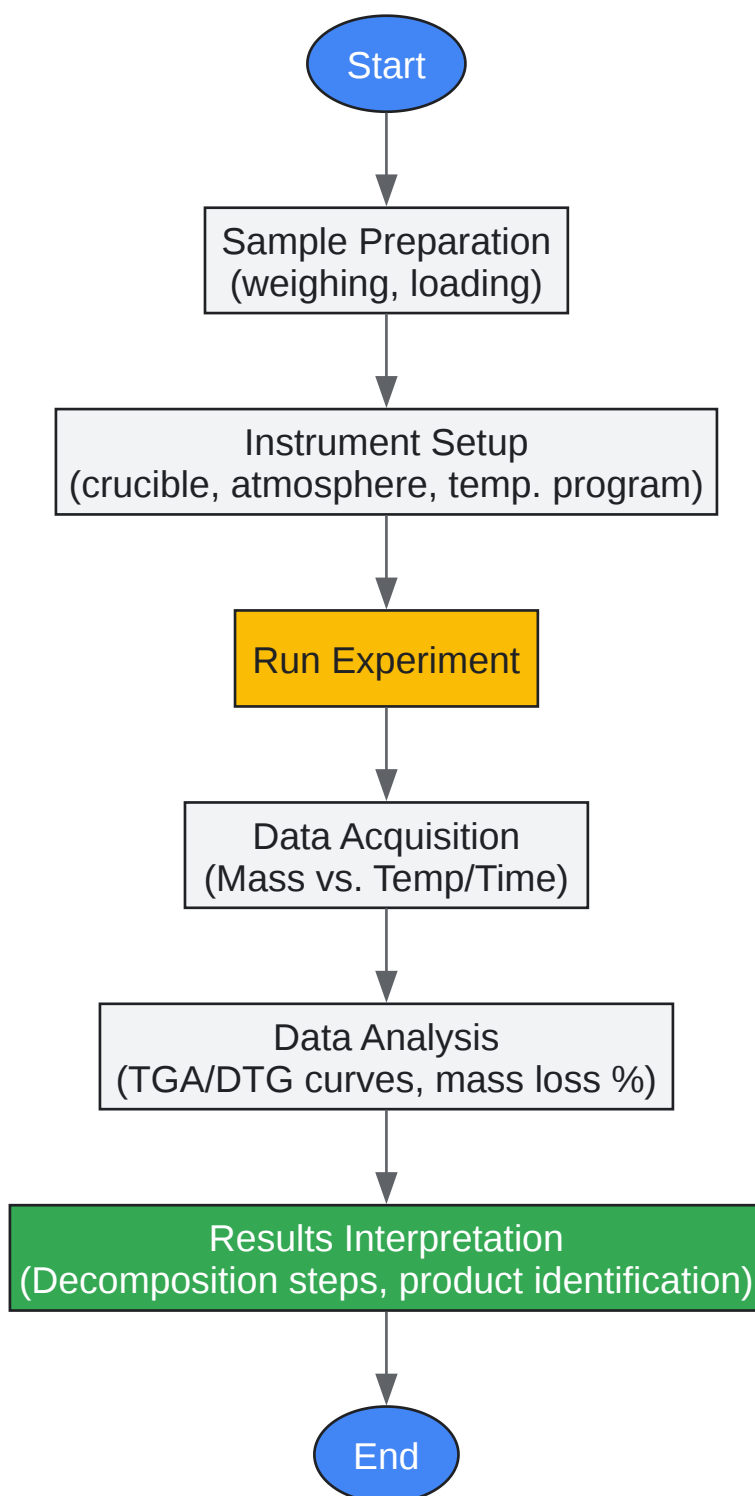 Start
Sample Preparation
(weighing, loading)
Instrument Setup
(crucible, atmosphere, temp. program)
Run Experiment
Data Acquisition
(Mass vs. Temp/Time)
Data Analysis
(TGA/DTG curves, mass loss %)
Results Interpretation
(Decomposition steps, product identification)
End